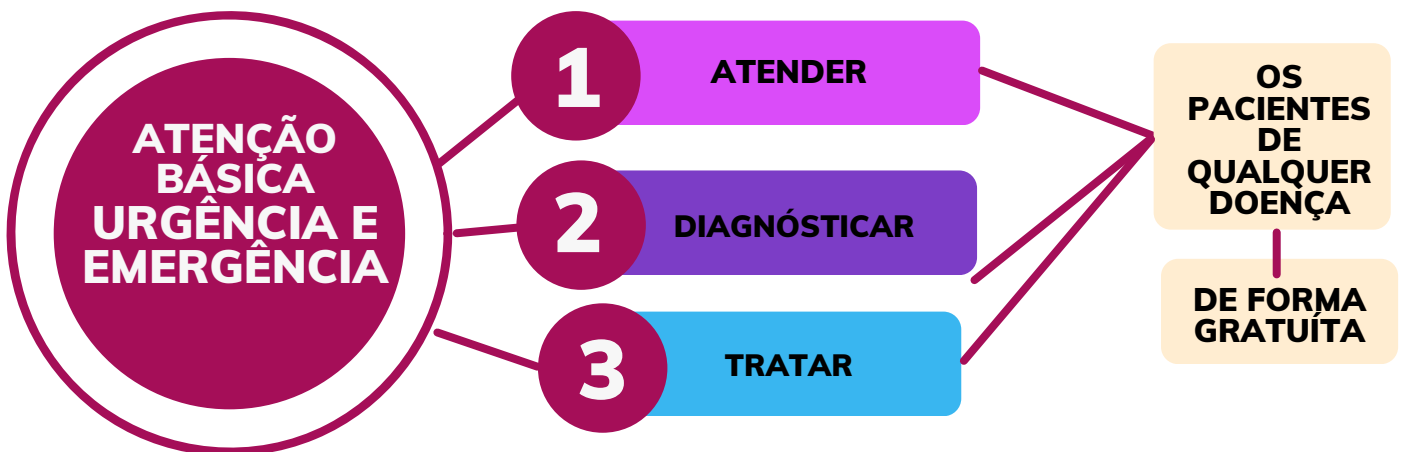 ATENÇÃO
BÁSICA
URGÊNCIA E
EMERGÊNCIA
1
ATENDER
2
DIAGNÓSTICAR
3
TRATAR
OS
PACIENTES
DE
QUALQUER
DOENÇA
DE FORMA
GRATUÍTA